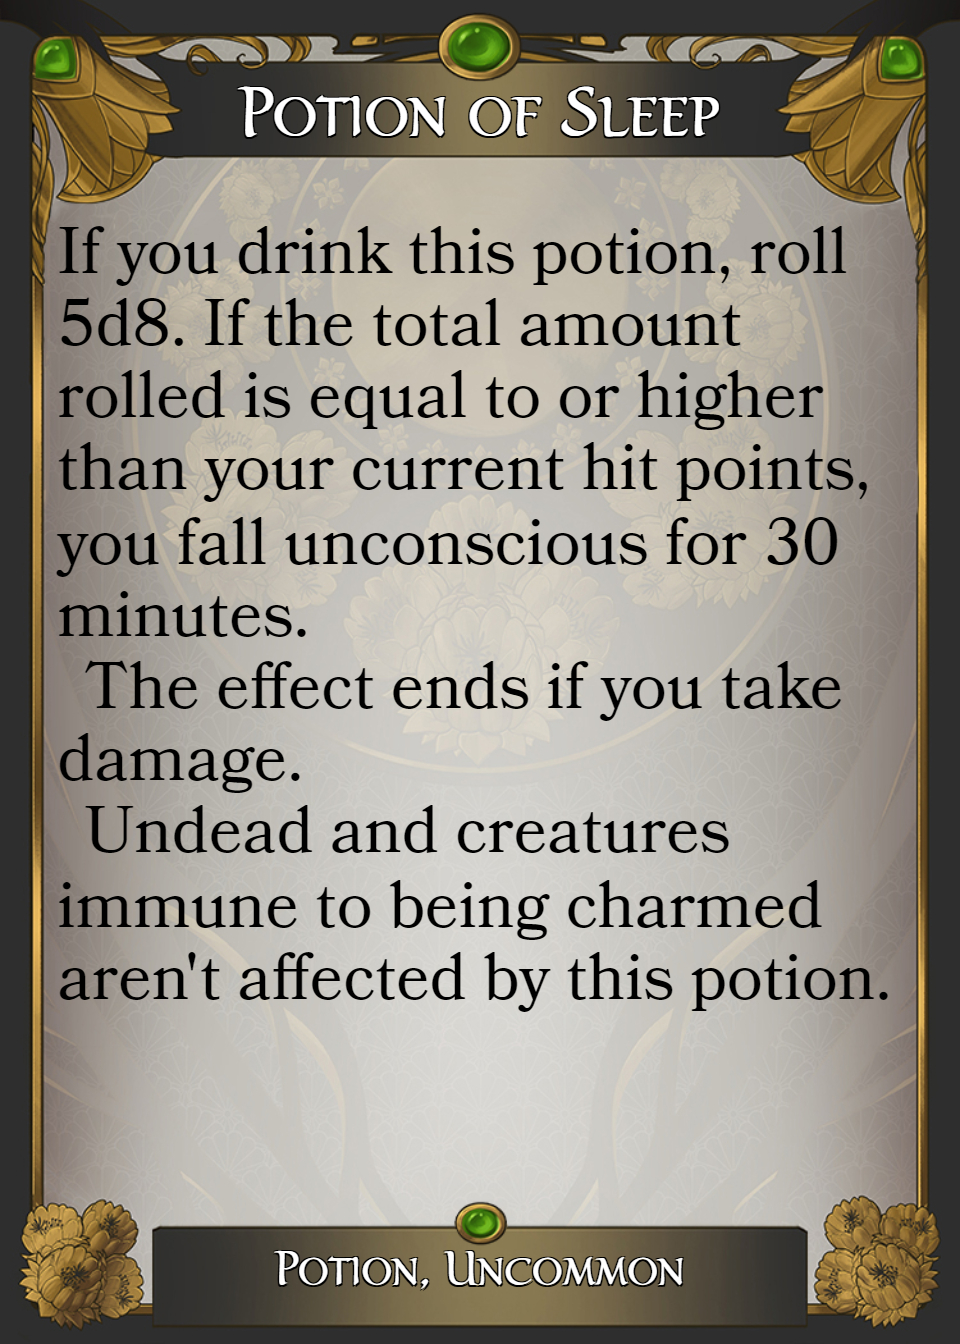 Potion of Sleep
If you drink this potion, roll
5d8. If the total amount
rolled is equal to or higher
than your current hit points,
you fall unconscious for 30
minutes.
The effect ends if you take
damage.
Undead and creatures
immune to being charmed
aren't affected by this potion.
Potion, Uncommon